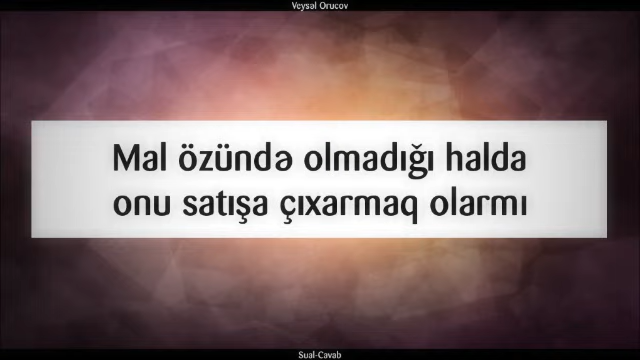 Veysəl Orucov
Mal özündə olmadığı halda
onu satışa çıxarmaq olarmı
Sual-Cavab